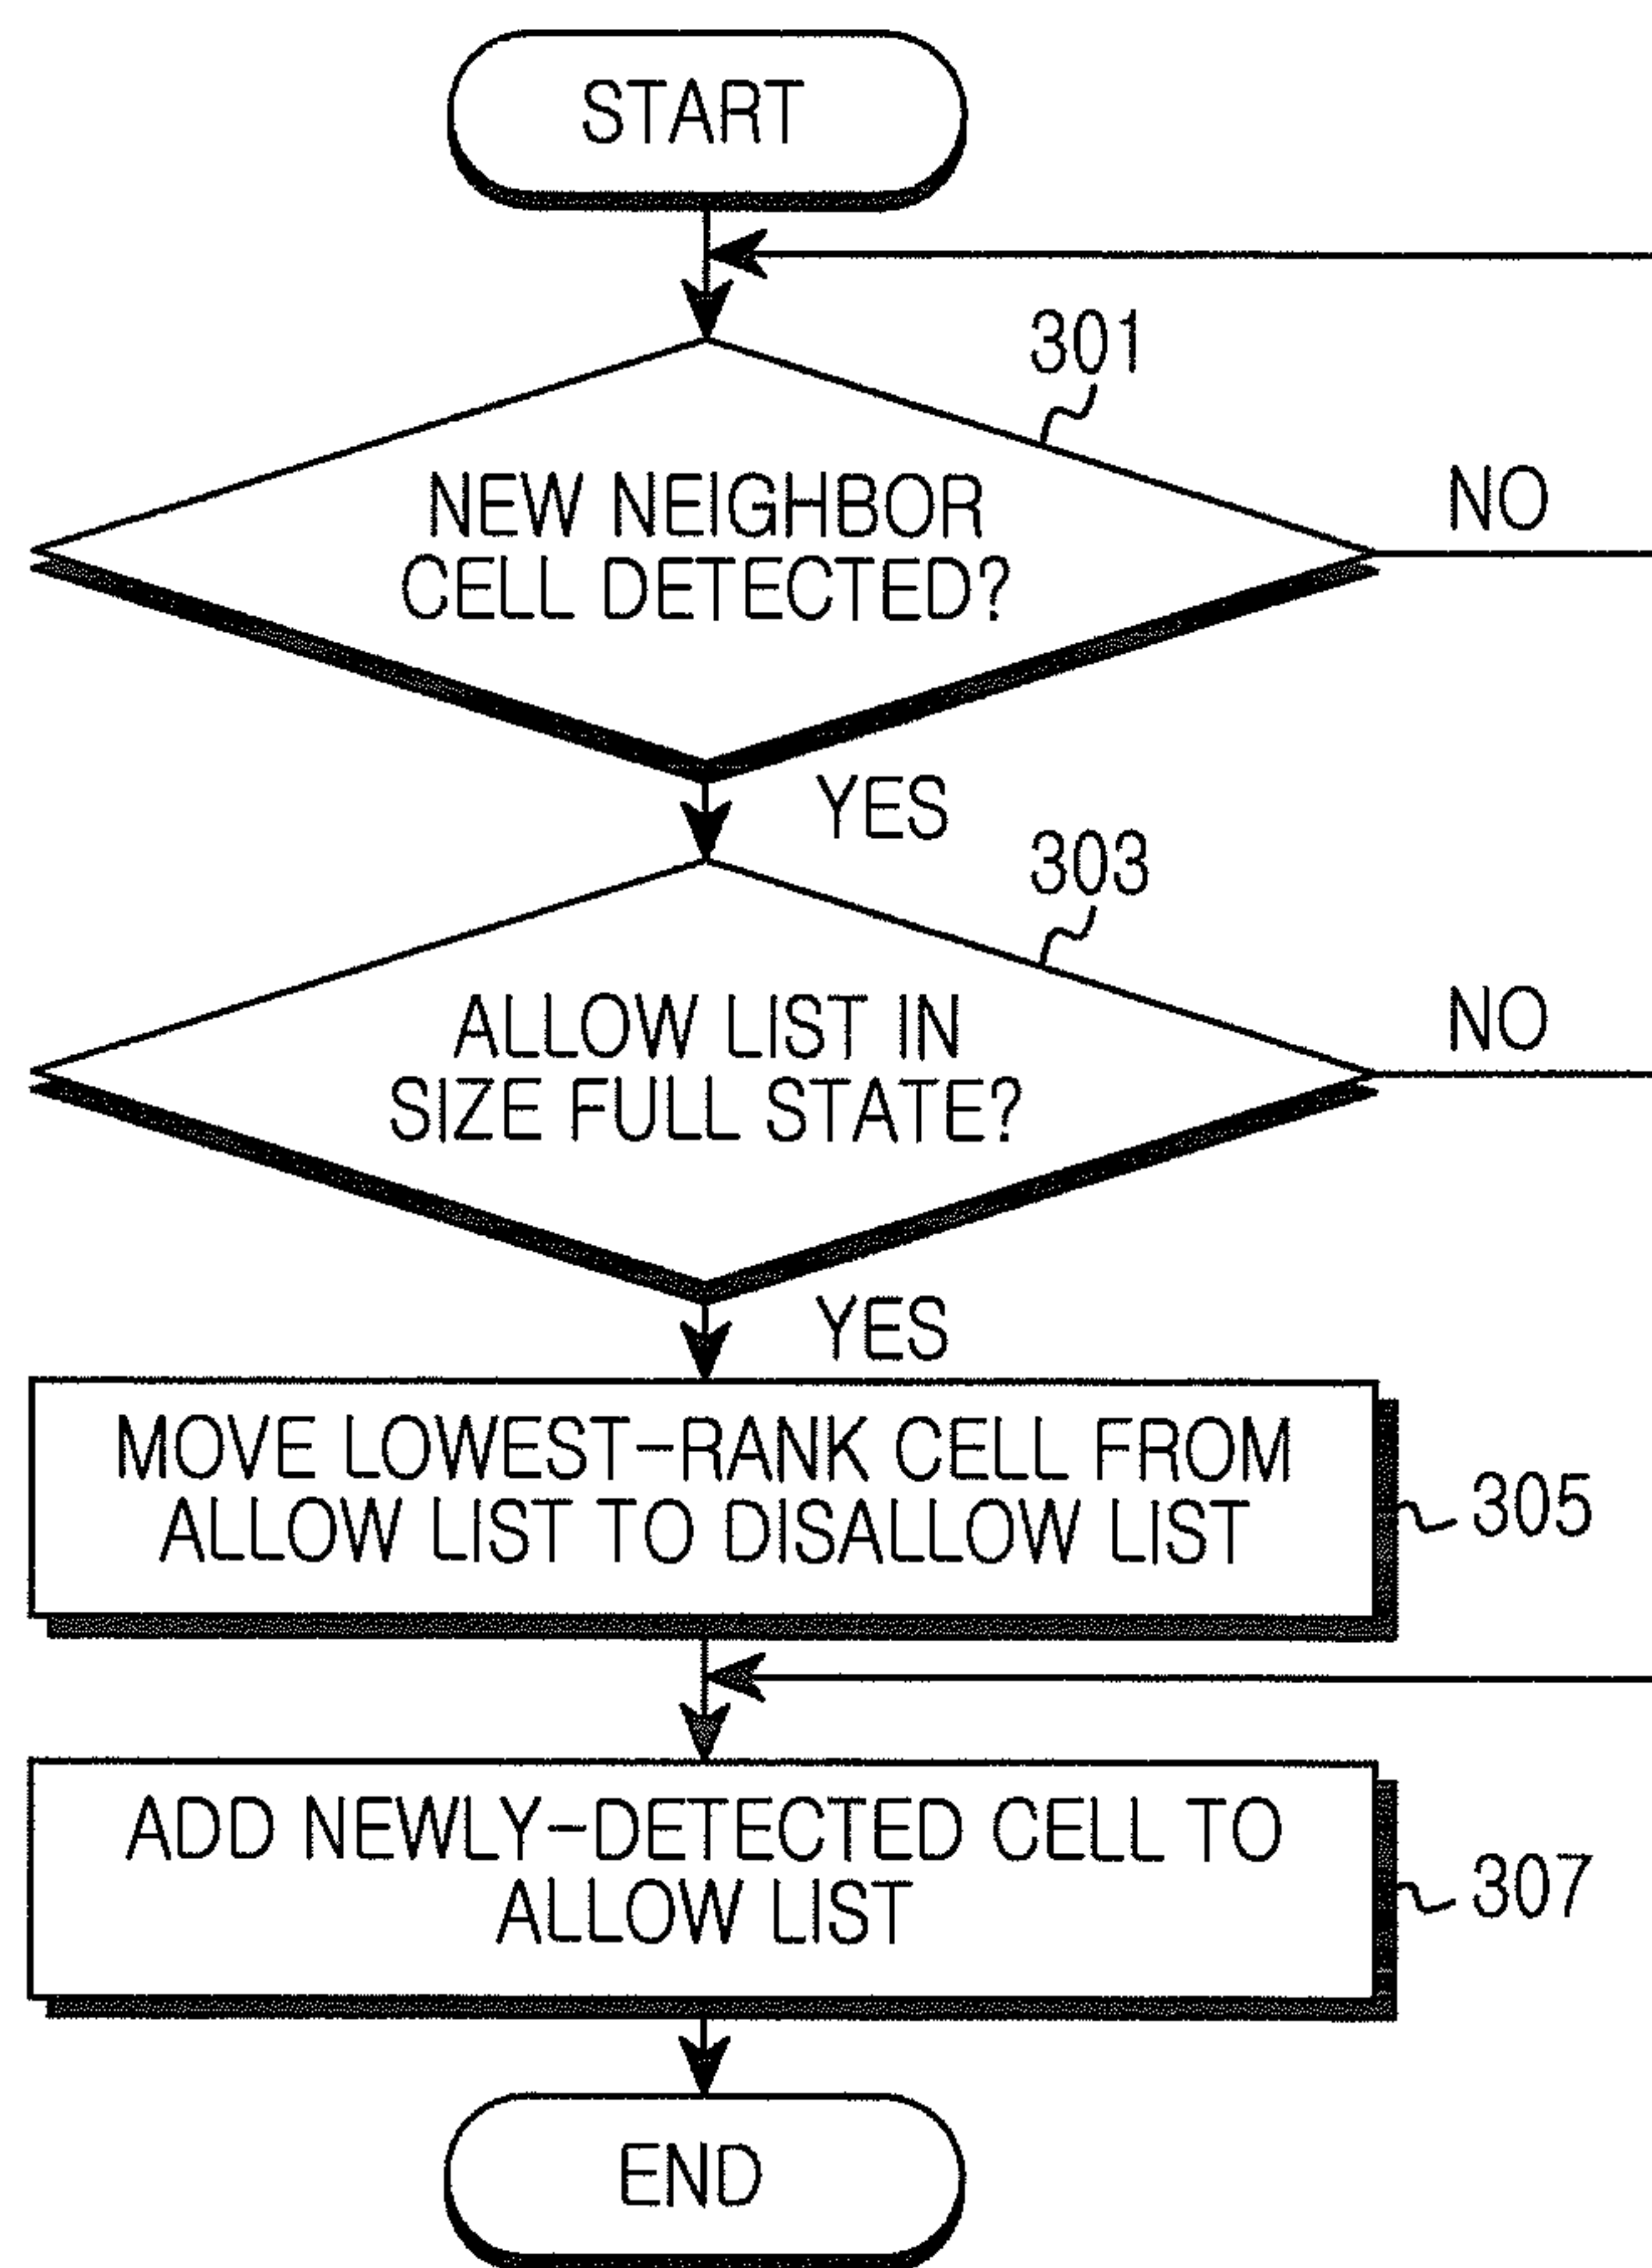 START
301
NEW NEIGHBOR
CELL DETECTED?
NO
YES
303
ALLOW LIST IN
SIZE FULL STATE?
NO
YES
MOVE LOWEST-RANK CELL FROM
ALLOW LIST TO DISALLOW LIST
305
ADD NEWLY-DETECTED CELL TO
ALLOW LIST
307
END